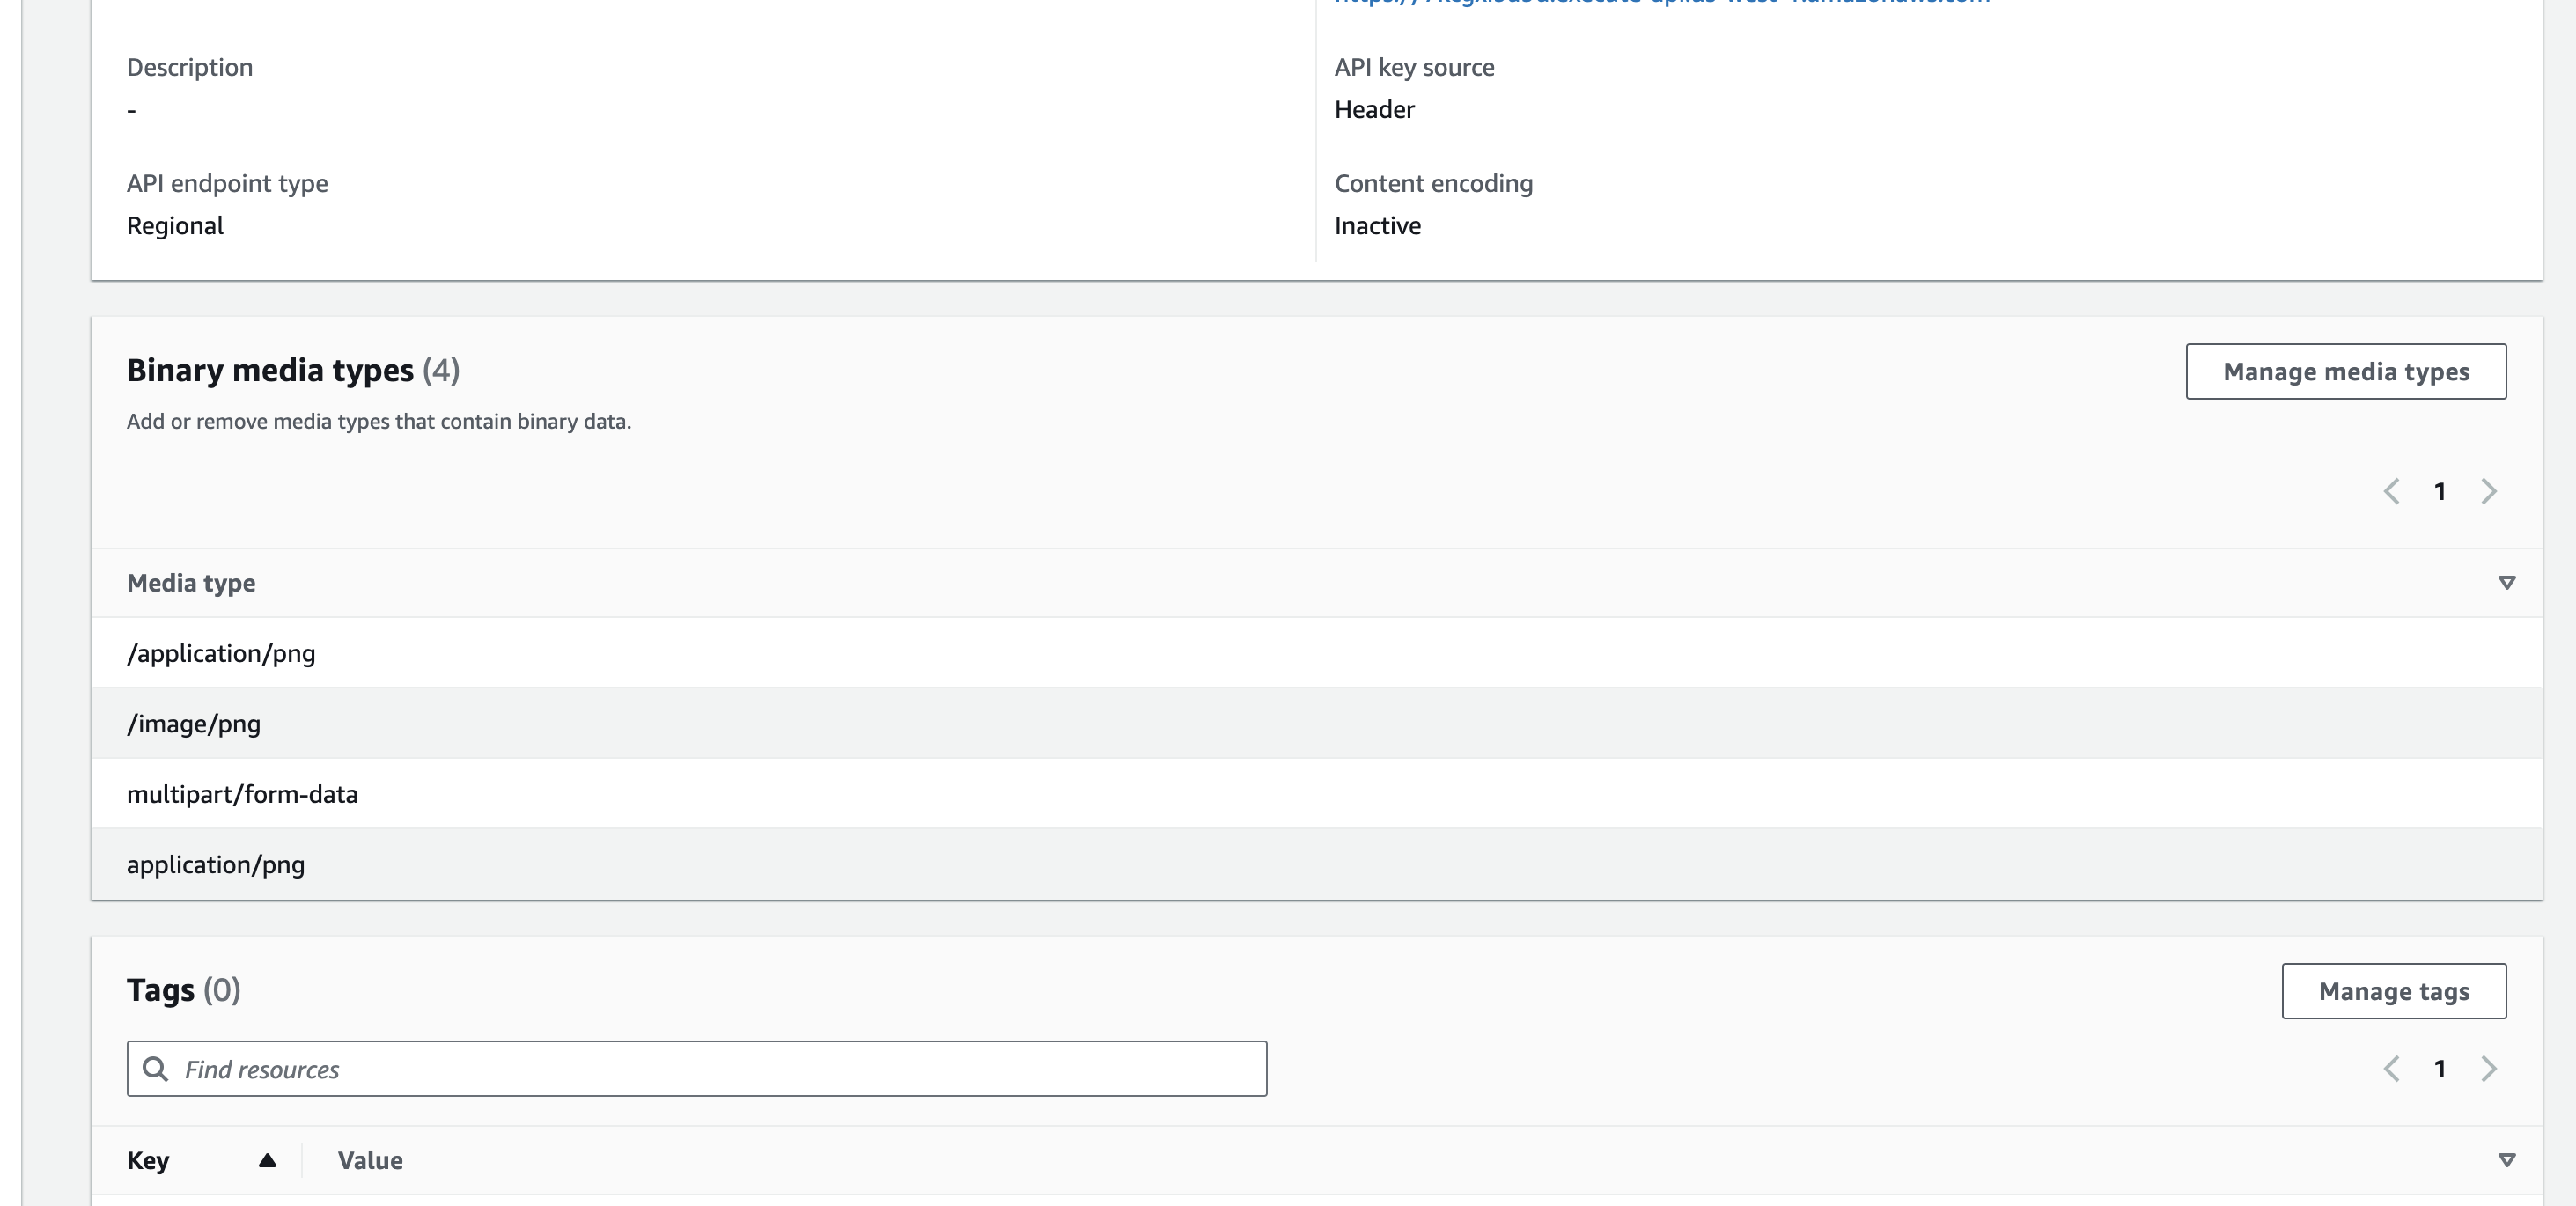 Description
-
API endpoint type
Regional
API key source
Header
Content encoding
Inactive
Binary media types (4)
Manage media types
Add or remove media types that contain binary data.
1
Media type
/application/png
/image/png
multipart/form-data
application/png
Tags (0)
Manage tags
Find resources
1
Key
Value